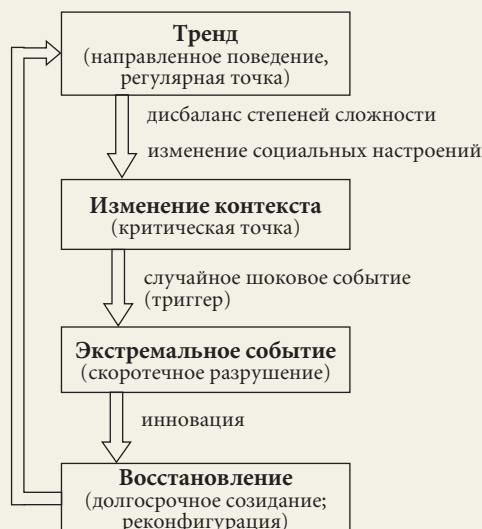 Тренд
(направленное поведение,
регулярная точка)
дисбаланс степеней сложности
изменение социальных настроений
Изменение контекста
(критическая точка)
случайное шоковое событие
(триггер)
Экстремальное событие
(скоротечное разрушение)
инновация
Восстановление
(долгосрочное созидание;
реконфигурация)